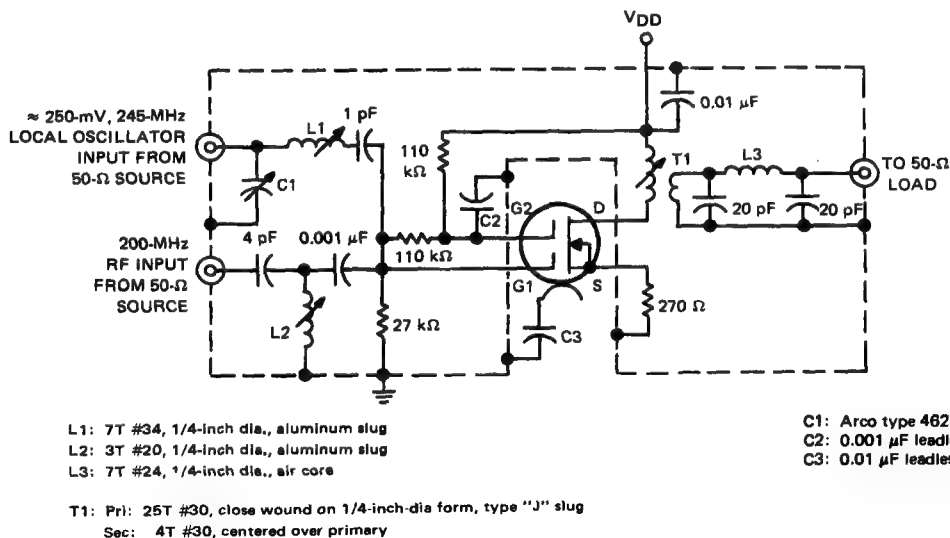 VDD
≈ 250-mV, 245-MHz
LOCAL OSCILLATOR
INPUT FROM
50-Ω SOURCE
L1
1 pF
C1
110
kΩ
0.01 μF
T1
L3
TO 50-Ω
LOAD
20 pF
20 pF
C2
G2
D
200-MHz
RF INPUT
FROM 50-Ω
SOURCE
4 pF
0.001 μF
110 kΩ
G1
S
L2
27 kΩ
C3
270 Ω
L1: 7T #34, 1/4-inch dia., aluminum slug
L2: 3T #20, 1/4-inch dia., aluminum slug
L3: 7T #24, 1/4-inch dia., air core
C1: Arco type 462
C2: 0.001 μF
C3: 0.01 μF
T1: Pri: 25T #30, close wound on 1/4-inch-dia form, type "J" slug
Sec: 4T #30, centered over primary